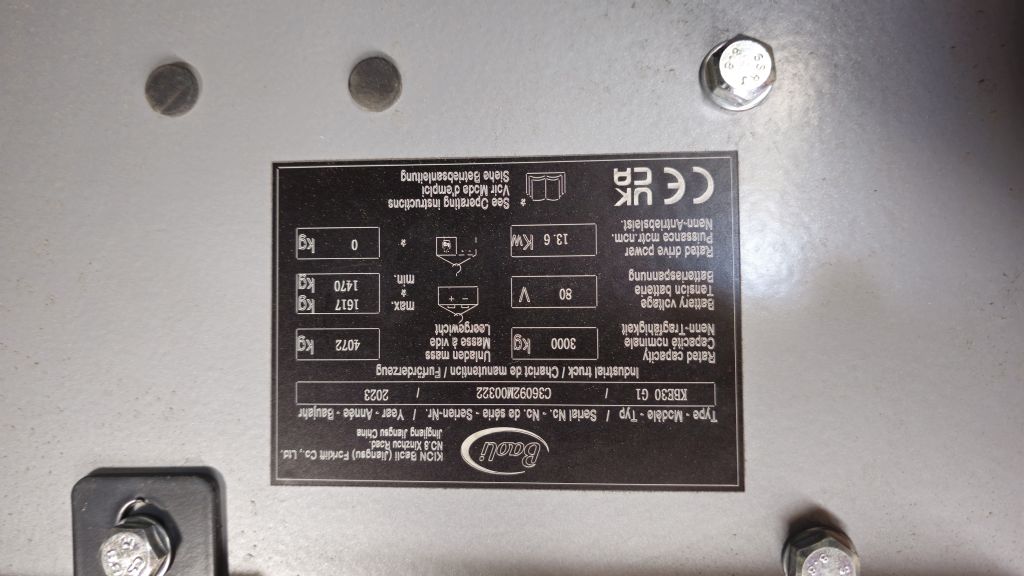 Baoli
KION Baoli (Jiangsu) Forklift Co., Ltd.
NO.8 Xinzhou Road
Jingjiang Jiangsu China
Type - Modèle - Typ / Serial No. - No. de série - Serien-Nr. / Year - Année - Baujahr
KBE30 G1 / C36092M00322 / 2023
Industrial truck / Chariot de manutention / Furförderzug
Rated capacity
Capacité nominale
Nenn-Tragfähigkeit
3000 kg
Unladen mass
Masse à vide
Leergewicht
4072 kg
Battery voltage
Tension batterie
Batteriespannung
80 V
- +
max. 1617 kg
*
min. 1470 kg
Rated drive power
Puissance motr.nom.
Nenn-Antriebsleist.
13.6 Kw
* 0 kg
CE UK CA
* See Operating instructions
Voir Mode d'emploi
Siehe Betriebsanleitung
8.8